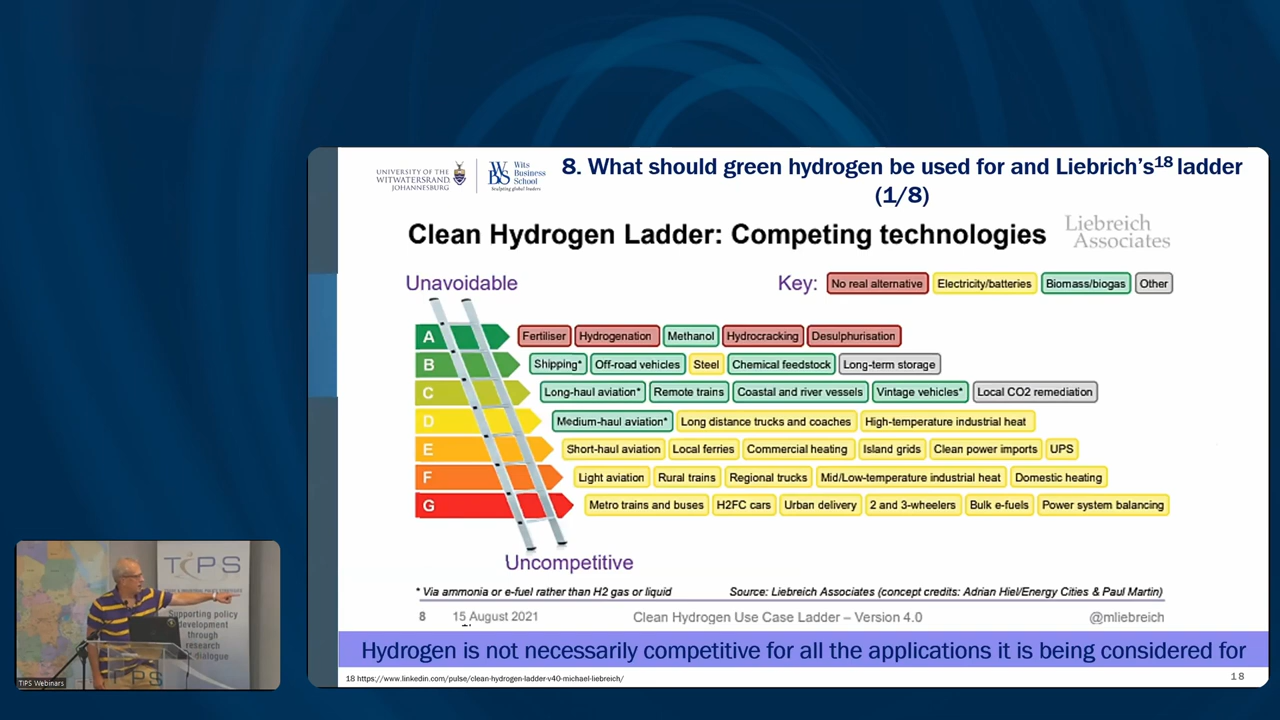 UNIVERSITY OF THE
WITWATERSRAND,
JOHANNESBURG
WBS
Wits
Business
School
Sculpting global leaders
8. What should green hydrogen be used for and Liebrich's18 ladder
(1/8)
Clean Hydrogen Ladder: Competing technologies
Liebreich
Associates
Unavoidable
Key: No real alternative Electricity/batteries Biomass/biogas Other
A Fertiliser Hydrogenation Methanol Hydrocracking Desulphurisation
B Shipping* Off-road vehicles Steel Chemical feedstock Long-term storage
C Long-haul aviation* Remote trains Coastal and river vessels Vintage vehicles* Local CO2 remediation
D Medium-haul aviation* Long distance trucks and coaches High-temperature industrial heat
E Short-haul aviation Local ferries Commercial heating Island grids Clean power imports UPS
F Light aviation Rural trains Regional trucks Mid/Low-temperature industrial heat Domestic heating
G Metro trains and buses H2FC cars Urban delivery 2 and 3-wheelers Bulk e-fuels Power system balancing
Uncompetitive
* Via ammonia or e-fuel rather than H2 gas or liquid Source: Liebreich Associates (concept credits: Adrian Hiel/Energy Cities & Paul Martin)
8 15 August 2021 Clean Hydrogen Use Case Ladder – Version 4.0 @mliebreich
Hydrogen is not necessarily competitive for all the applications it is being considered for
18 https://www.linkedin.com/pulse/clean-hydrogen-ladder-v40-michael-liebreich/ 18
TIPS
Supporting policy
development
through
research
dialogue
TIPS
TIPS Webinars